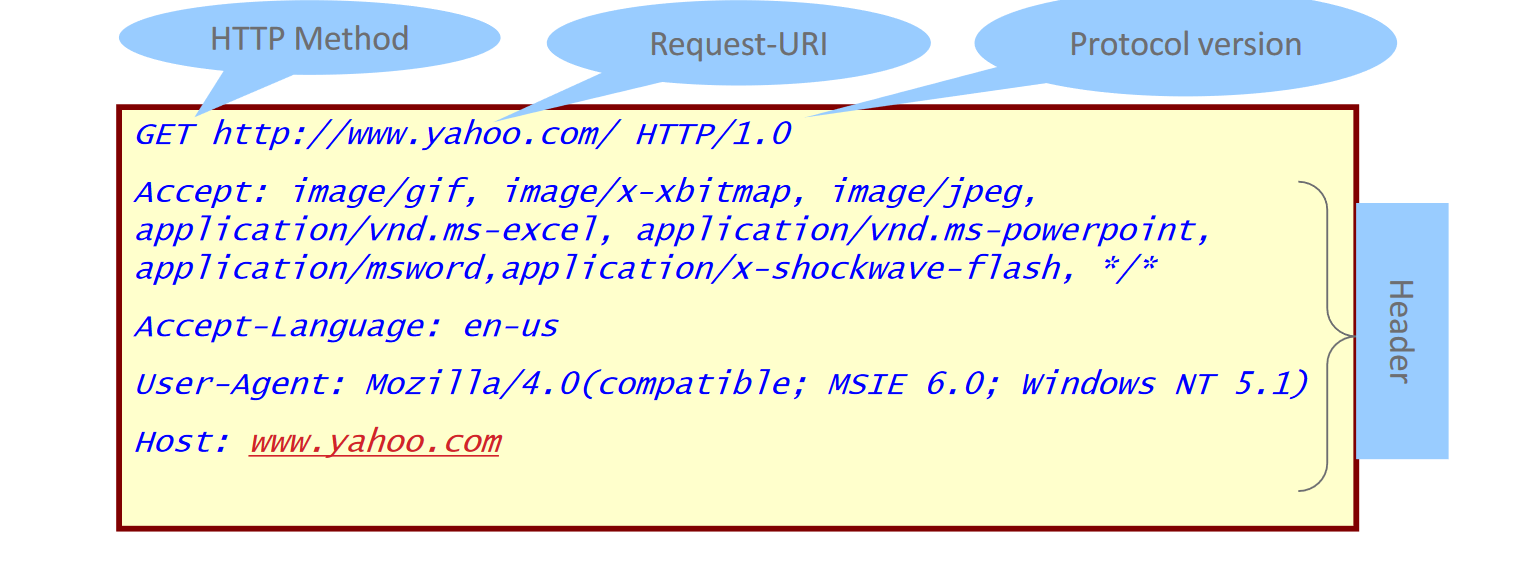 HTTP Method
Request-URI
Protocol version
GET http://www.yahoo.com/ HTTP/1.0
Accept: image/gif, image/x-xbitmap, image/jpeg,
application/vnd.ms-excel, application/vnd.ms-powerpoint,
application/msword,application/x-shockwave-flash, */*
Accept-Language: en-us
User-Agent: Mozilla/4.0(compatible; MSIE 6.0; Windows NT 5.1)
Host: www.yahoo.com
Header